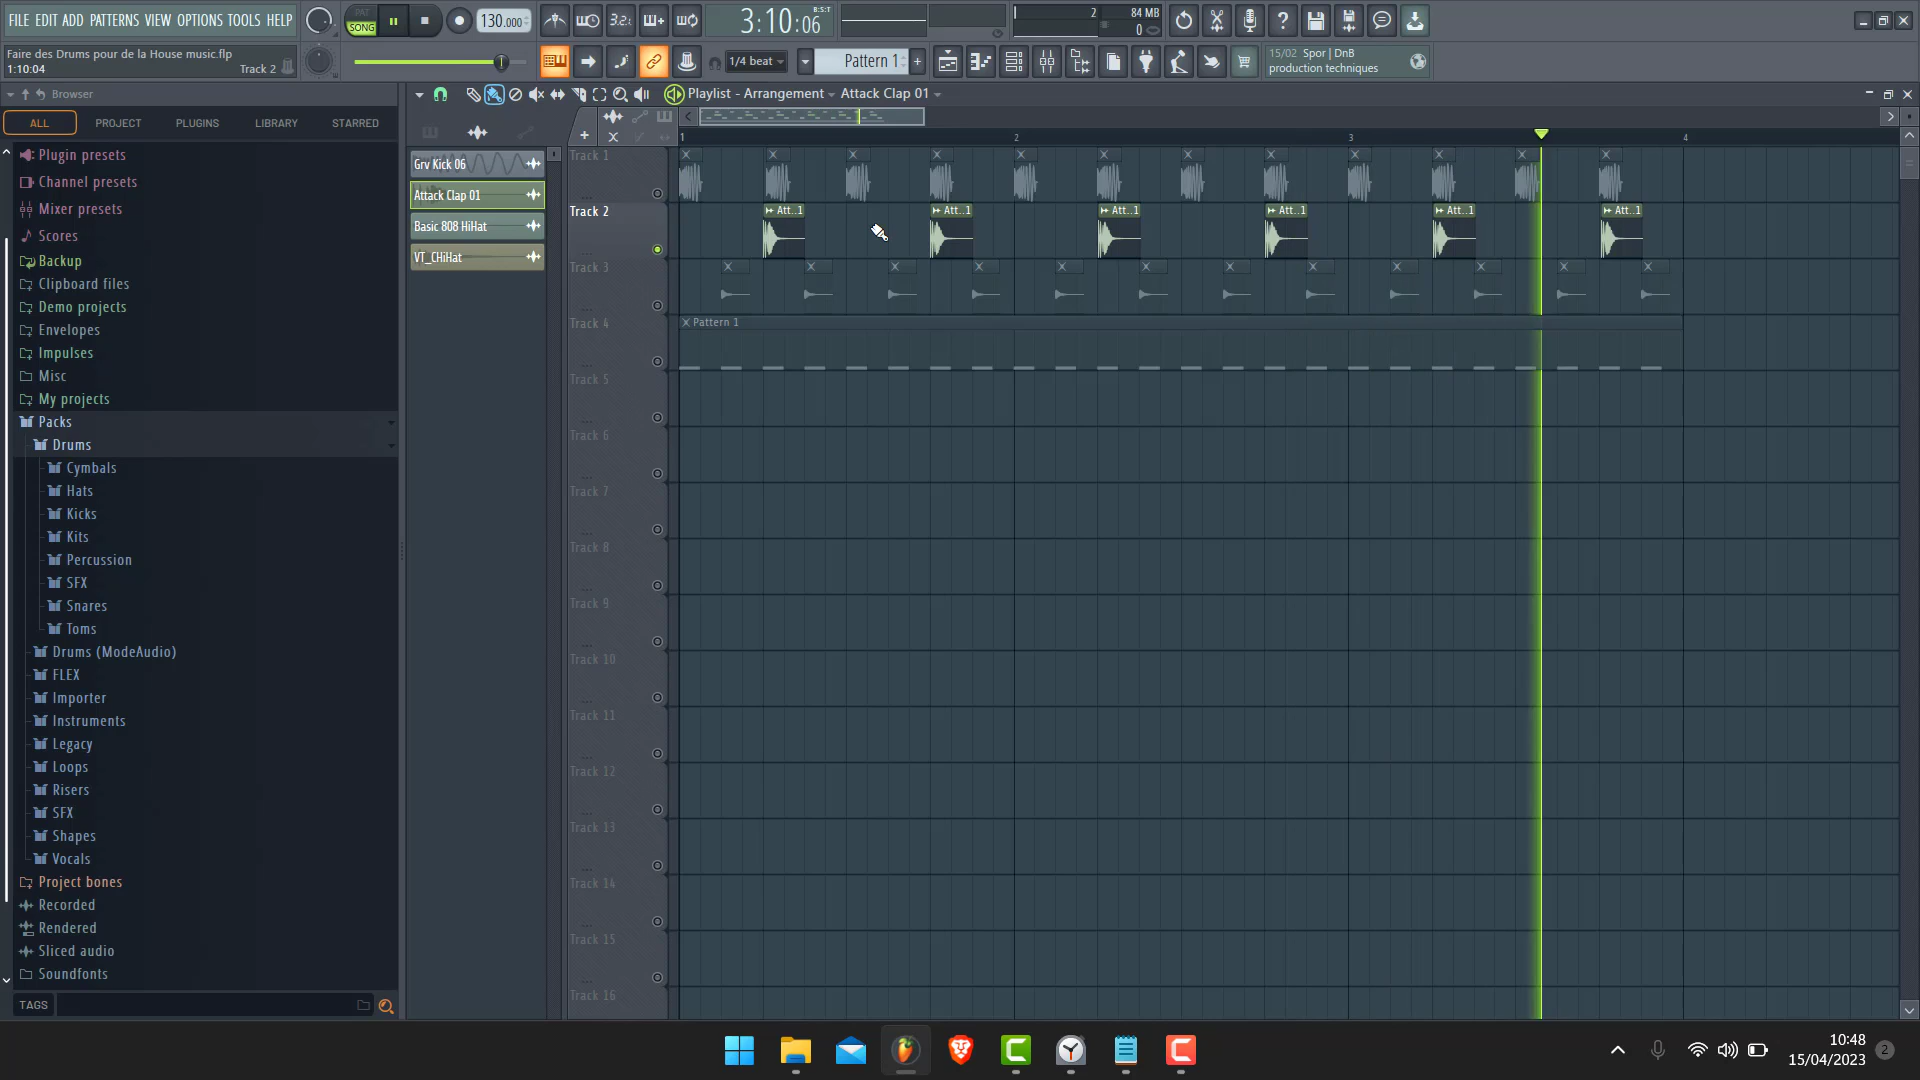 FILE EDIT ADD PATTERNS VIEW OPTIONS TOOLS HELP
PAT
SONG
130.000
3.2.
3:10:06
B:S:T
2
84 MB
0
Faire des Drums pour de la House music.flp
1:10:04
Track 2
1/4 beat
Pattern 1
+
15/02 Spor | DnB
production techniques
Browser
Playlist - Arrangement
Attack Clap 01
ALL
PROJECT
PLUGINS
LIBRARY
STARRED
1
2
3
4
Plugin presets
Channel presets
Mixer presets
Scores
Backup
Clipboard files
Demo projects
Envelopes
Impulses
Misc
My projects
Packs
Drums
Cymbals
Hats
Kicks
Kits
Percussion
SFX
Snares
Toms
Drums (ModeAudio)
FLEX
Importer
Instruments
Legacy
Loops
Risers
SFX
Shapes
Vocals
Project bones
Recorded
Rendered
Sliced audio
Soundfonts
TAGS
Grv Kick 06
Attack Clap 01
Basic 808 HiHat
VT_CHiHat
Track 1
Track 2
Att..1
Att..1
Att..1
Att..1
Att..1
Att..1
Track 3
Track 4
Pattern 1
Track 5
Track 6
Track 7
Track 8
Track 9
Track 10
Track 11
Track 12
Track 13
Track 14
Track 15
Track 16
10:48
15/04/2023
2